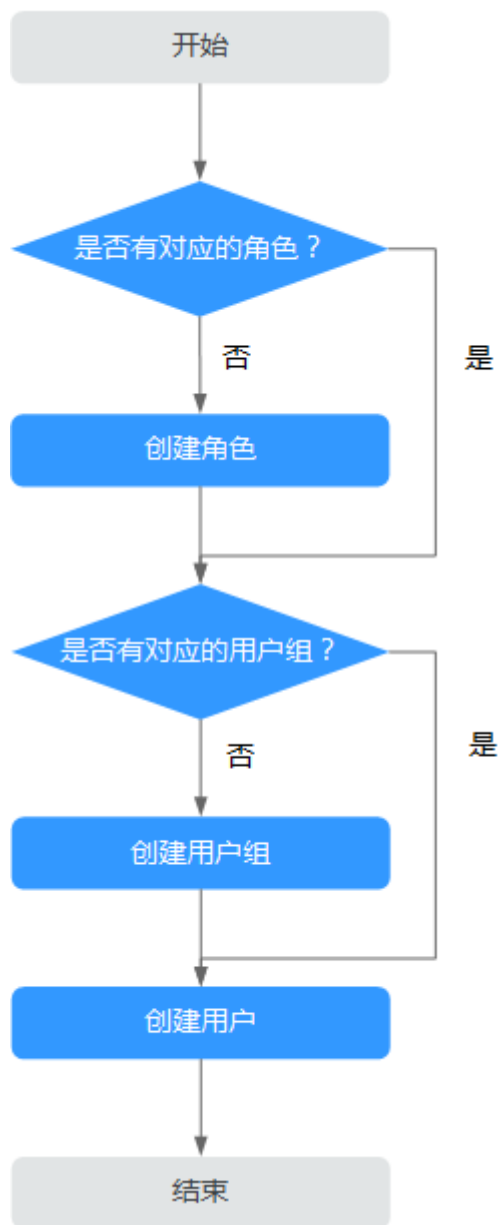 开始
是否有对应的角色？
否
是
创建角色
是否有对应的用户组？
是
否
创建用户组
创建用户
结束